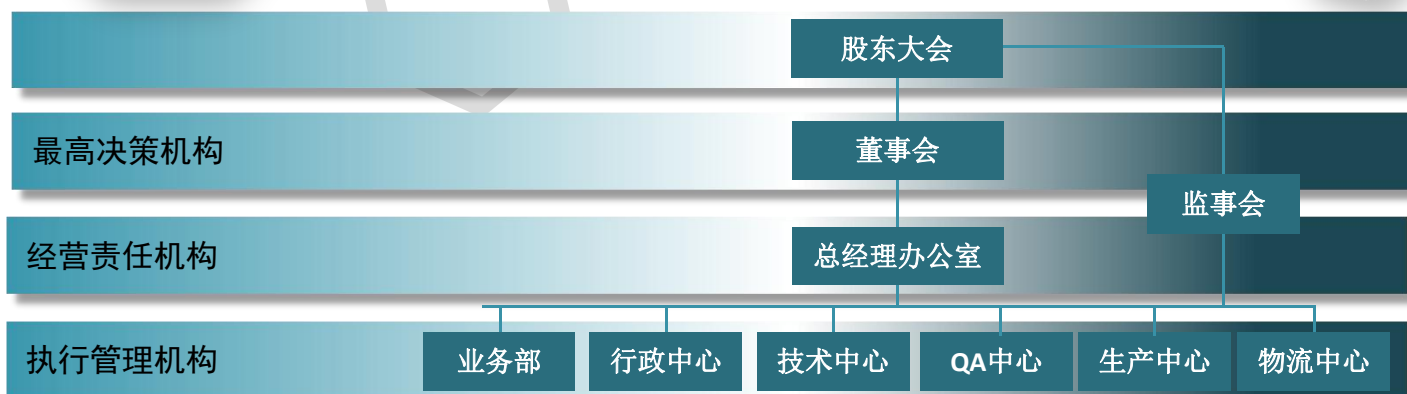 股东大会
最高决策机构
董事会
监事会
经营责任机构
总经理办公室
执行管理机构
业务部
行政中心
技术中心
QA中心
生产中心
物流中心